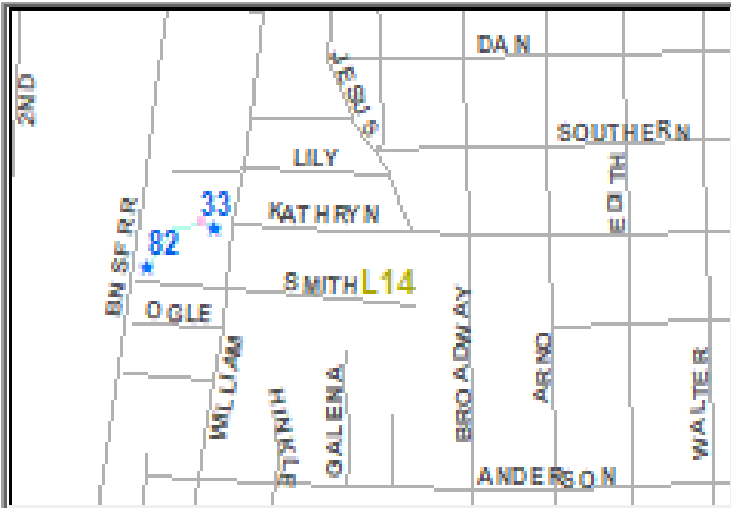 DAN
2ND
JESUS
SOUTHERN
LILY
EDITH
33
KATHRYN
82
BNSF RR
SMITH L14
OGLE
BROADWAY
WILLIAM
ARNO
WALTER
GALENA
HINKLE
ANDERSON